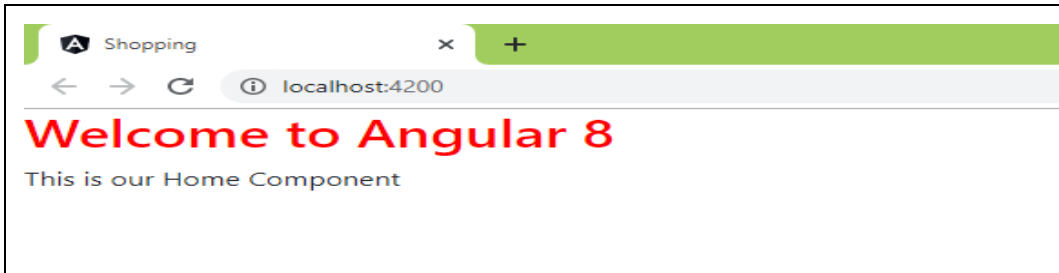 Shopping
localhost:4200
Welcome to Angular 8
This is our Home Component